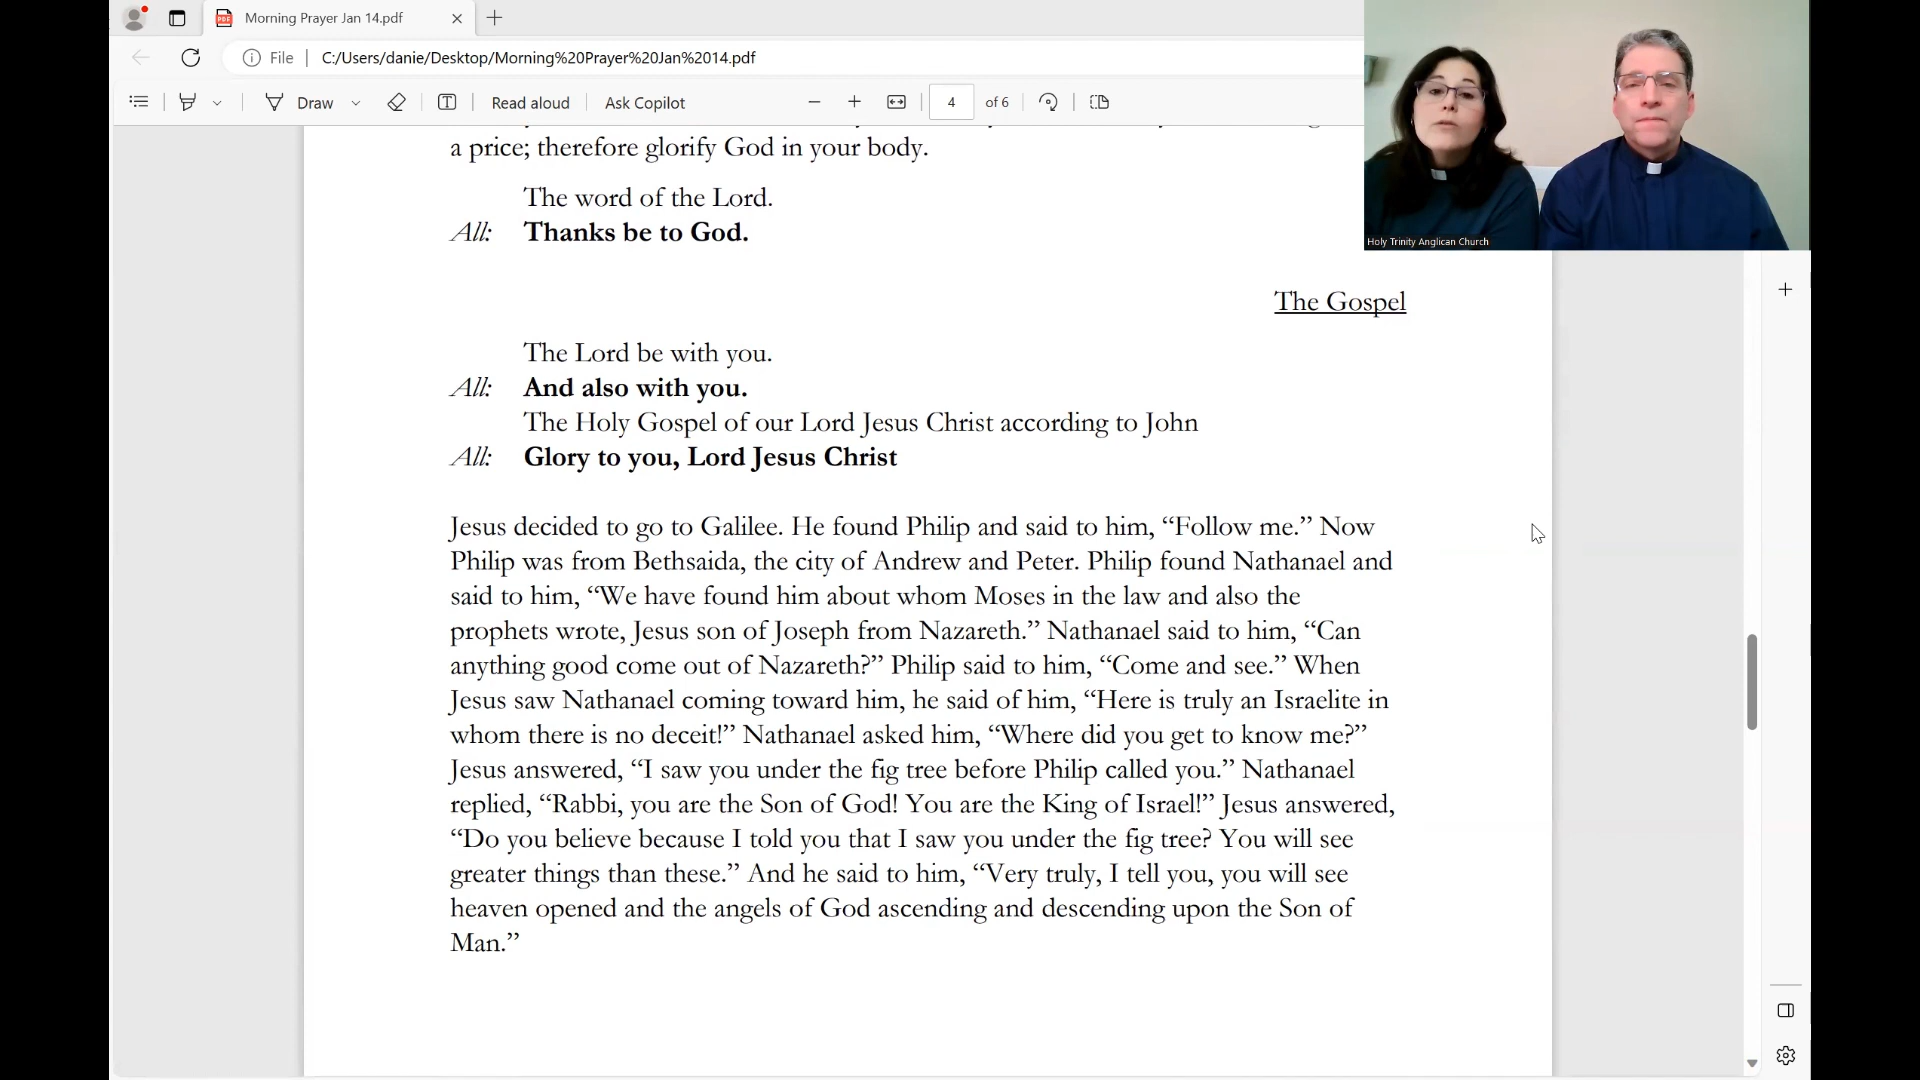 Morning Prayer Jan 14.pdf
File
C:/Users/danie/Desktop/Morning%20Prayer%20Jan%2014.pdf
Draw
Read aloud
Ask Copilot
4
of 6
a price; therefore glorify God in your body.
The word of the Lord.
All: Thanks be to God.
The Gospel
The Lord be with you.
All: And also with you.
The Holy Gospel of our Lord Jesus Christ according to John
All: Glory to you, Lord Jesus Christ
Jesus decided to go to Galilee. He found Philip and said to him, “Follow me.” Now
Philip was from Bethsaida, the city of Andrew and Peter. Philip found Nathanael and
said to him, “We have found him about whom Moses in the law and also the
prophets wrote, Jesus son of Joseph from Nazareth.” Nathanael said to him, “Can
anything good come out of Nazareth?” Philip said to him, “Come and see.” When
Jesus saw Nathanael coming toward him, he said of him, “Here is truly an Israelite in
whom there is no deceit!” Nathanael asked him, “Where did you get to know me?”
Jesus answered, “I saw you under the fig tree before Philip called you.” Nathanael
replied, “Rabbi, you are the Son of God! You are the King of Israel!” Jesus answered,
“Do you believe because I told you that I saw you under the fig tree? You will see
greater things than these.” And he said to him, “Very truly, I tell you, you will see
heaven opened and the angels of God ascending and descending upon the Son of
Man.”
Holy Trinity Anglican Church